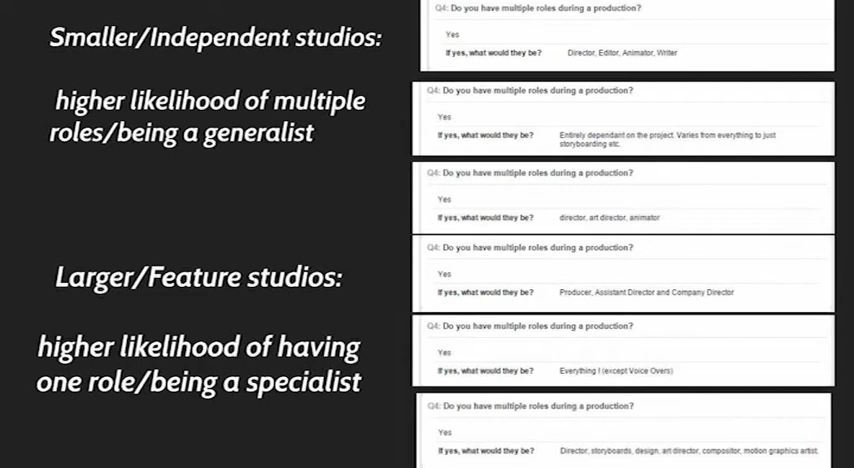 Smaller/Independent studios:
higher likelihood of multiple
roles/being a generalist
Larger/Feature studios:
higher likelihood of having
one role/being a specialist
Q4: Do you have multiple roles during a production?
Yes
If yes, what would they be? Director, Editor, Animator, Writer
Q4: Do you have multiple roles during a production?
Yes
If yes, what would they be? Entirely dependant on the project. Varies from everything to just
storyboarding etc.
Q4: Do you have multiple roles during a production?
Yes
If yes, what would they be? director, art director, animator
Q4: Do you have multiple roles during a production?
Yes
If yes, what would they be? Producer, Assistant Director and Company Director
Q4: Do you have multiple roles during a production?
Yes
If yes, what would they be? Everything ! (except Voice Overs)
Q4: Do you have multiple roles during a production?
Yes
If yes, what would they be? Director, storyboards, design, art director, compositor, motion graphics artist.